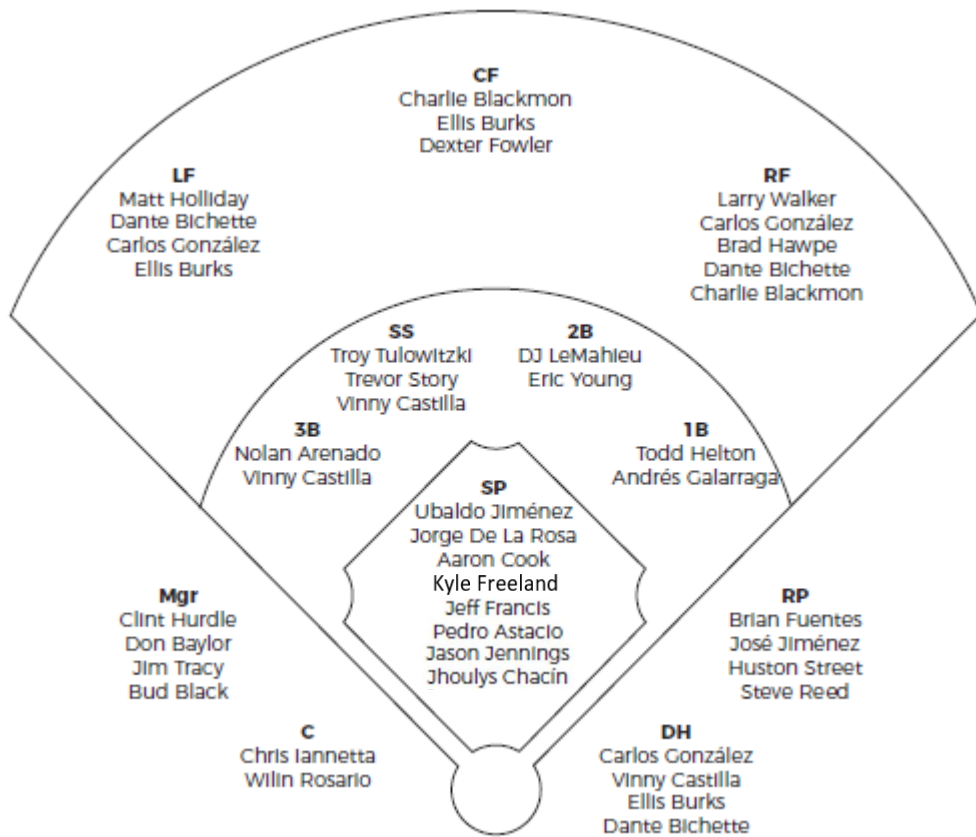 CF
Charlie Blackmon
Ellis Burks
Dexter Fowler
LF
Matt Holliday
Dante Bichette
Carlos González
Ellis Burks
RF
Larry Walker
Carlos González
Brad Hawpe
Dante Bichette
Charlie Blackmon
SS
Troy Tulowitzki
Trevor Story
Vinny Castilla
2B
DJ LeMahieu
Eric Young
3B
Nolan Arenado
Vinny Castilla
1B
Todd Helton
Andrés Galarraga
SP
Ubaldo Jiménez
Jorge De La Rosa
Aaron Cook
Kyle Freeland
Jeff Francis
Pedro Astacio
Jason Jennings
Jhoulys Chacín
Mgr
Clint Hurdle
Don Baylor
Jim Tracy
Bud Black
RP
Brian Fuentes
José Jiménez
Huston Street
Steve Reed
C
Chris Iannetta
Wilin Rosario
DH
Carlos González
Vinny Castilla
Ellis Burks
Dante Bichette